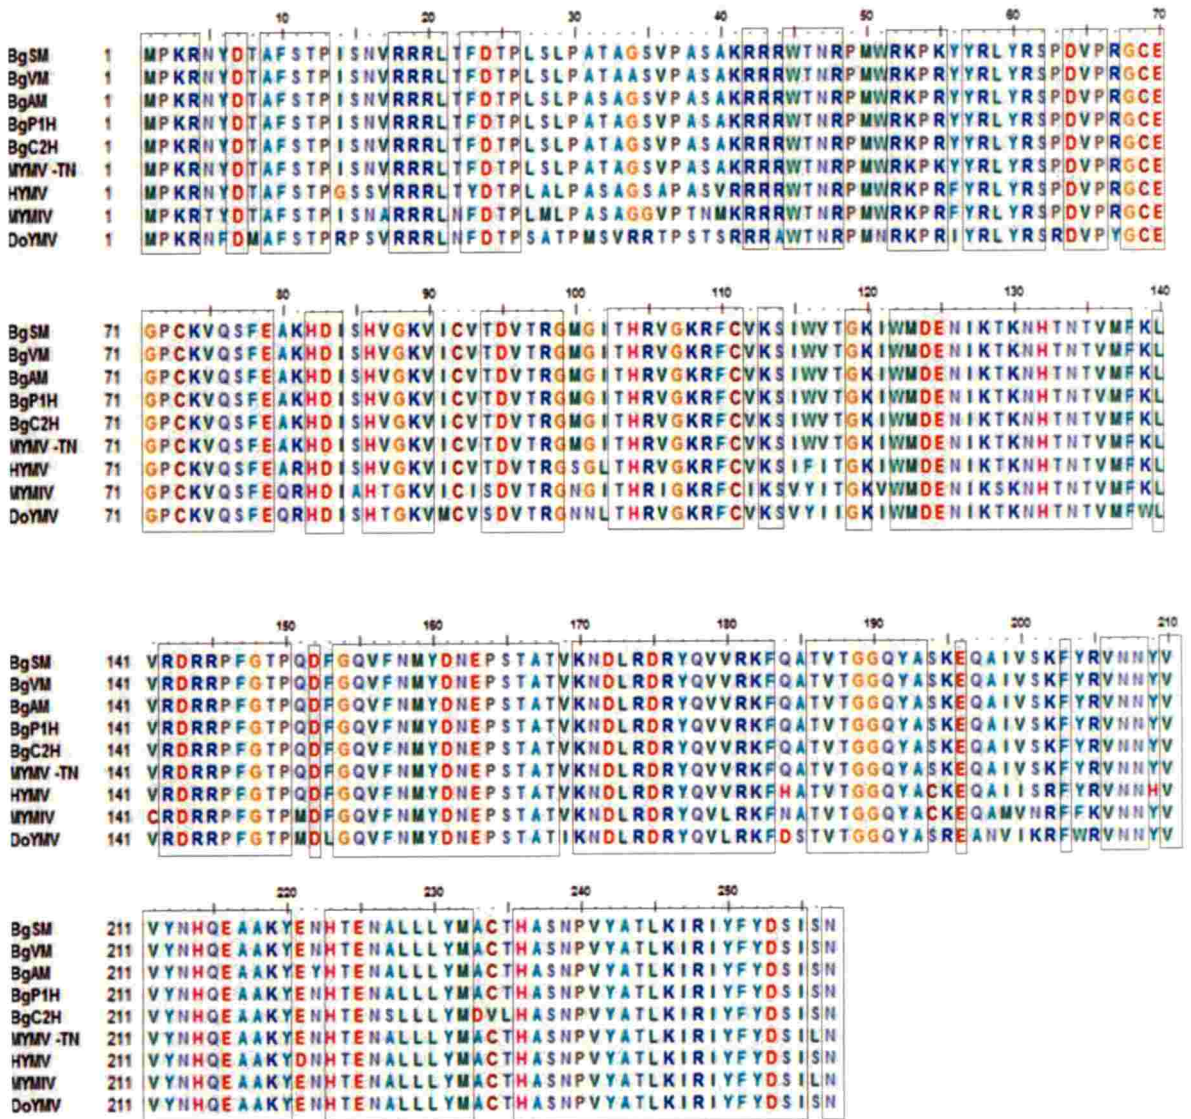 10 20 30 40 50 60 70
BgSM 1 MPKRNYDTAFSTPISNVRRRLTFDTPLSLPATAGSVPASAKRRRWTNRPMWRKPKYYRLYRSPDVPRGCE
BgVM 1 MPKRNYDTAFSTPISNVRRRLTFDTPLSLPATAASVPASAKRRRWTNRPMWRKPRYYRLYRSPDVPRGCE
BgAM 1 MPKRNYDTAFSTPISNVRRRLTFDTPLSLPASAGSVPASAKRRRWTNRPMWRKPRYYRLYRSPDVPRGCE
BgP1H 1 MPKRNYDTAFSTPISNVRRRLTFDTPLSLPASAGSVPASAKRRRWTNRPMWRKPRYYRLYRSPDVPRGCE
BgC2H 1 MPKRNYDTAFSTPISNVRRRLTFDTPLSLPASAGSVPASAKRRRWTNRPMWRKPRYYRLYRSPDVPRGCE
MYMV -TN 1 MPKRNYDTAFSTPISNVRRRLTFDTPLSLPASAGSVPASAKRRRWTNRPMWRKPRYYRLYRSPDVPRGCE
HYMV 1 MPKRNYDTAFSTPGSSVRRRLTYDTPLALPASAGSAPASVRRRRWTNRPMWRKPRFYRLYRSPDVPRGCE
MYMIV 1 MPKRTYDTAFSTPISNARRRLNFDTPLMLPASAGGVPTNMKRRRWTNRPMWRKPRFYRLYRSPDVPRGCE
DoYMV 1 MPKRNFDMAFSTPRPSVRRRLNFDTPSATPMSVRRTPSTSRRRAWTNRPMNRKPRIYRLYRSRDVPYGCE
80 90 100 110 120 130 140
BgSM 71 GPCKVQSFEAKHDISHVGKVICVTDVTRGMGITHRVGKRFCVKSIWVTGKIWMDENIKTKNHTNTVMFKL
BgVM 71 GPCKVQSFEAKHDISHVGKVICVTDVTRGMGITHRVGKRFCVKSIWVTGKIWMDENIKTKNHTNTVMFKL
BgAM 71 GPCKVQSFEAKHDISHVGKVICVTDVTRGMGITHRVGKRFCVKSIWVTGKIWMDENIKTKNHTNTVMFKL
BgP1H 71 GPCKVQSFEAKHDISHVGKVICVTDVTRGMGITHRVGKRFCVKSIWVTGKIWMDENIKTKNHTNTVMFKL
BgC2H 71 GPCKVQSFEAKHDISHVGKVICVTDVTRGMGITHRVGKRFCVKSIWVTGKIWMDENIKTKNHTNTVMFKL
MYMV -TN 71 GPCKVQSFEAKHDISHVGKVICVTDVTRGMGITHRVGKRFCVKSIWVTGKIWMDENIKTKNHTNTVMFKL
HYMV 71 GPCKVQSFEARHDISHVGKVICVTDVTRGSGLTHRVGKRFCVKSIFITGKIWMDENIKTKNHTNTVMFKL
MYMIV 71 GPCKVQSFEQRHDIAHTGKVICISDVTRGNGITHRIGKRFCIKSVYITGKVWMDENIKSKNHTNTVMFKL
DoYMV 71 GPCKVQSFEQRHDISHTGKVMCVSDVTRGNNLTHRVGKRFCVKSVYIIGKIWMDENIKTKNHTNTVMFWL
150 160 170 180 190 200 210
BgSM 141 VRDRRPFGTPQDFGQVFNMYDNEPSTATVKNDLRDRYQVVRKFQATVTGGQYASKEQAIVSKFYRVNNYV
BgVM 141 VRDRRPFGTPQDFGQVFNMYDNEPSTATVKNDLRDRYQVVRKFQATVTGGQYASKEQAIVSKFYRVNNYV
BgAM 141 VRDRRPFGTPQDFGQVFNMYDNEPSTATVKNDLRDRYQVVRKFQATVTGGQYASKEQAIVSKFYRVNNYV
BgP1H 141 VRDRRPFGTPQDFGQVFNMYDNEPSTATVKNDLRDRYQVVRKFQATVTGGQYASKEQAIVSKFYRVNNYV
BgC2H 141 VRDRRPFGTPQDFGQVFNMYDNEPSTATVKNDLRDRYQVVRKFQATVTGGQYASKEQAIVSKFYRVNNYV
MYMV -TN 141 VRDRRPFGTPQDFGQVFNMYDNEPSTATVKNDLRDRYQVVRKFQATVTGGQYASKEQAIVSKFYRVNNYV
HYMV 141 VRDRRPFGTPQDFGQVFNMYDNEPSTATVKNDLRDRYQVVRKFHATVTGGQYACKEQAIISRFYRVNNHV
MYMIV 141 CRDRRPFGTPMDFGQVFNMYDNEPSTATVKNDLRDRYQVLRKFNATVTGGQYACKEQAMVNRFFKVNNYV
DoYMV 141 VRDRRPFGTPMDLGQVFNMYDNEPSTATIKNDLRDRYQVLRKFDSTVTGGQYASREANVIKRFWRVNNYV
220 230 240 250
BgSM 211 VYNHQEAAKYENHTENALLLYMACTHASNPVYATLKIRIYFYDSISN
BgVM 211 VYNHQEAAKYENHTENALLLYMACTHASNPVYATLKIRIYFYDSISN
BgAM 211 VYNHQEAAKYEYHTENALLLYMACTHASNPVYATLKIRIYFYDSISN
BgP1H 211 VYNHQEAAKYENHTENALLLYMACTHASNPVYATLKIRIYFYDSISN
BgC2H 211 VYNHQEAAKYENHTENSLLLYMDVLHASNPVYATLKIRIYFYDSISN
MYMV -TN 211 VYNHQEAAKYENHTENALLLYMACTHASNPVYATLKIRIYFYDSILN
HYMV 211 VYNHQEAAKYDNHTENALLLYMACTHASNPVYATLKIRIYFYDSISN
MYMIV 211 VYNHQEAAKYENHTENALLLYMACTHASNPVYATLKIRIYFYDSILN
DoYMV 211 VYNHQEAAKYENHTENALLLYMACTHASNPVYATLKIRIYFYDSISN